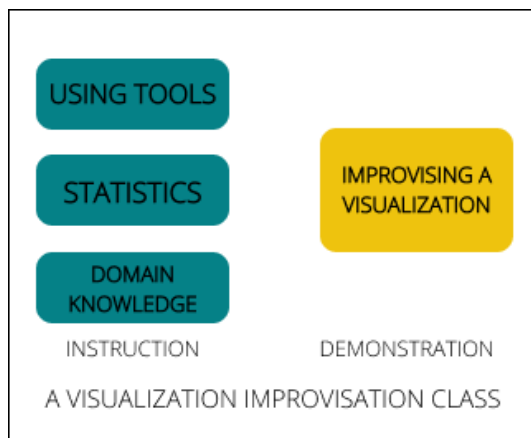 USING TOOLS
STATISTICS
DOMAIN
KNOWLEDGE
INSTRUCTION
IMPROVISING A
VISUALIZATION
DEMONSTRATION
A VISUALIZATION IMPROVISATION CLASS